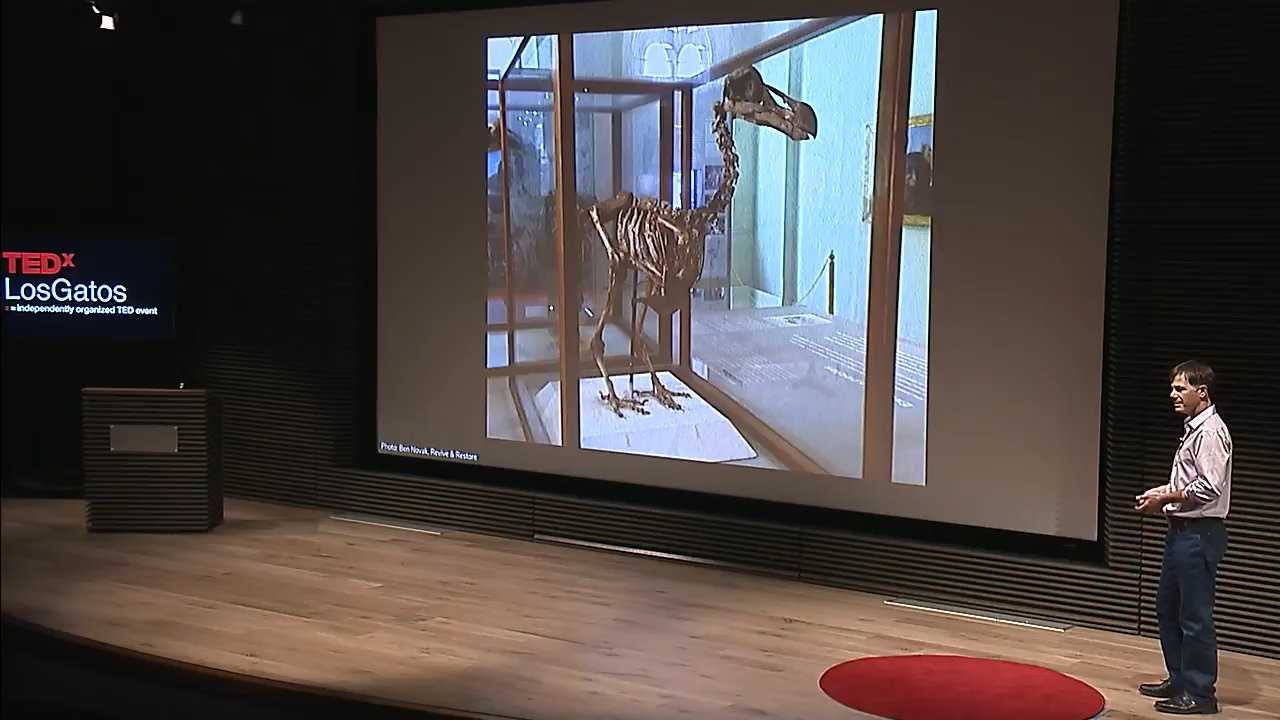 TEDx
LosGatos
x = independently organized TED event
Photo: Ben Novak, Revive & Restore